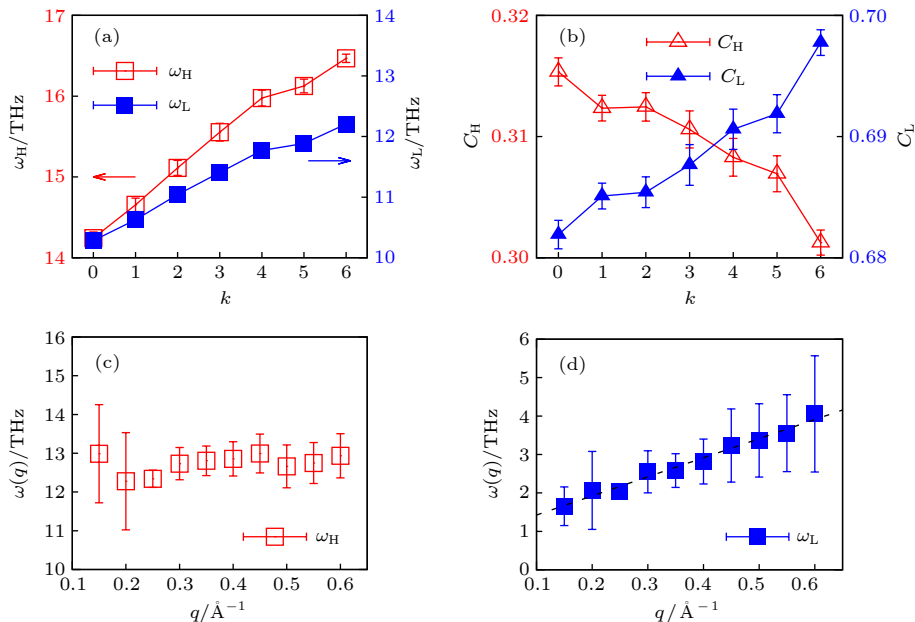 (a)
ω_H
ω_L
17
16
15
14
ω_H/THz
14
13
12
11
10
ω_L/THz
0 1 2 3 4 5 6
k
(b)
C_H
C_L
0.32
0.31
0.30
C_H
0.70
0.69
0.68
C_L
0 1 2 3 4 5 6
k
(c)
16
15
14
13
12
11
10
ω(q)/THz
ω_H
0.1 0.2 0.3 0.4 0.5 0.6
q/Å⁻¹
(d)
6
5
4
3
2
1
0
ω(q)/THz
ω_L
0.1 0.2 0.3 0.4 0.5 0.6
q/Å⁻¹